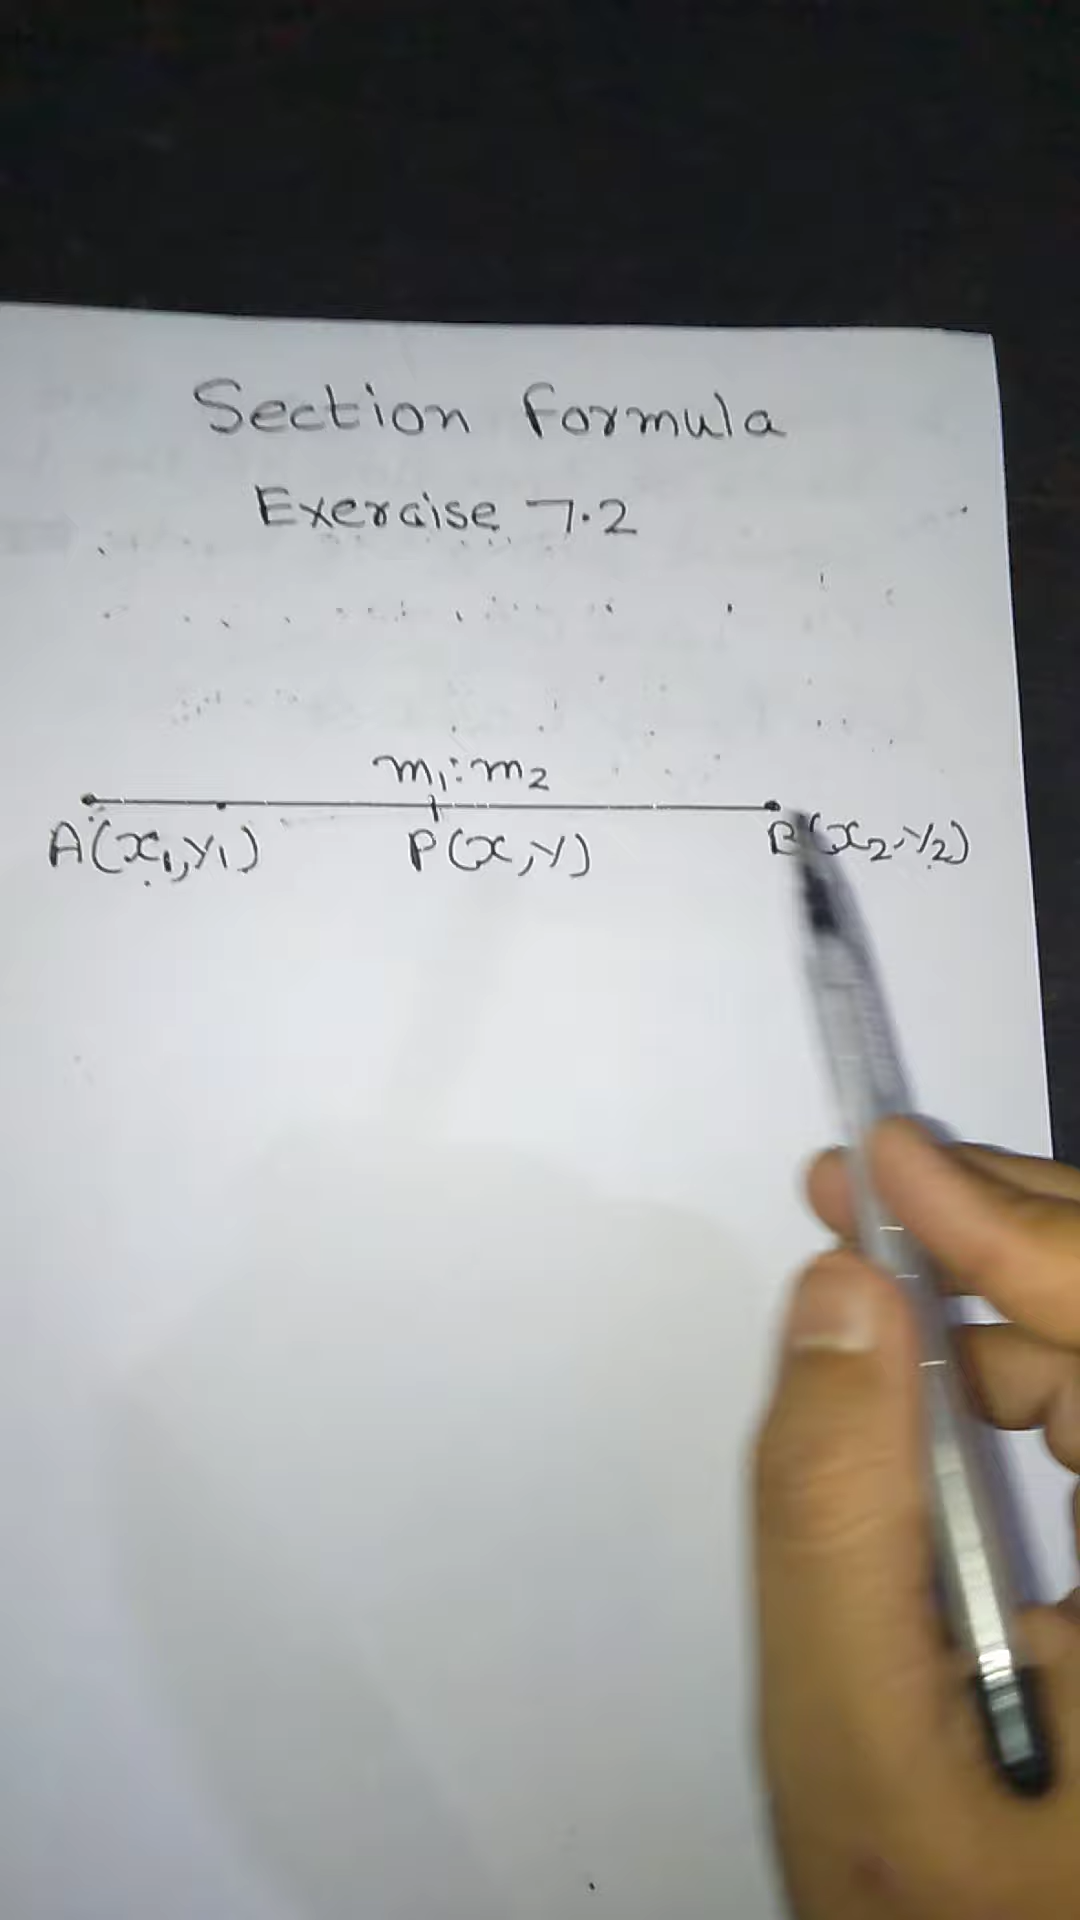 Section Formula
Exercise 7.2
m₁:m₂
A(x₁,y₁) P(x,y) B(x₂,y₂)